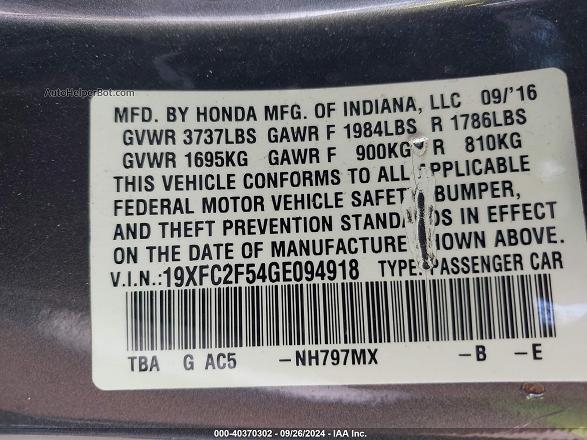 AutoHelperBot.com
MFD. BY HONDA MFG. OF INDIANA, LLC 09/'16
GVWR 3737LBS GAWR F 1984LBS R 1786LBS
GVWR 1695KG GAWR F 900KG R 810KG
THIS VEHICLE CONFORMS TO ALL APPLICABLE
FEDERAL MOTOR VEHICLE SAFETY BUMPER,
AND THEFT PREVENTION STANDARDS IN EFFECT
ON THE DATE OF MANUFACTURE SHOWN ABOVE.
V.I.N.:19XFC2F54GE094918 TYPE: PASSENGER CAR
TBA G AC5 -NH797MX -B -E
000-40370302 - 09/26/2024 - IAA Inc.